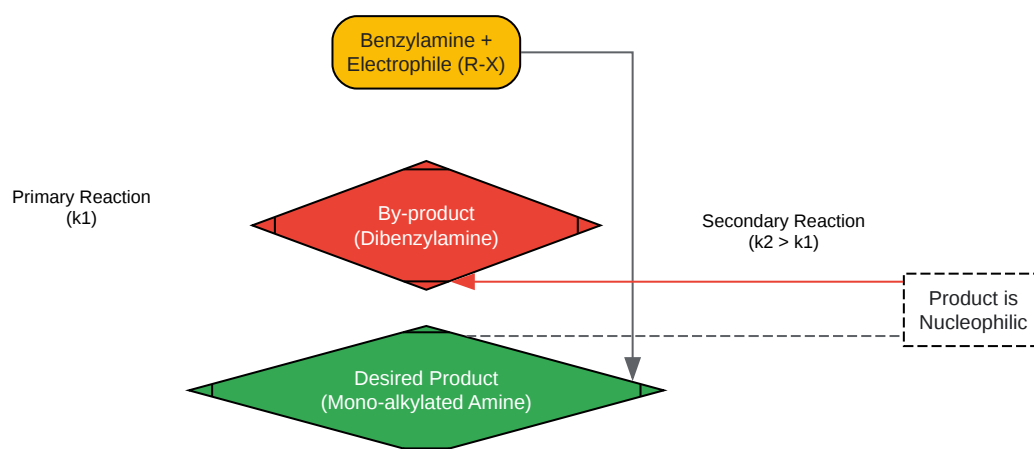 Benzylamine +
Electrophile (R-X)
Primary Reaction
(k1)
By-product
(Dibenzylamine)
Secondary Reaction
(k2 > k1)
Product is
Nucleophilic
Desired Product
(Mono-alkylated Amine)